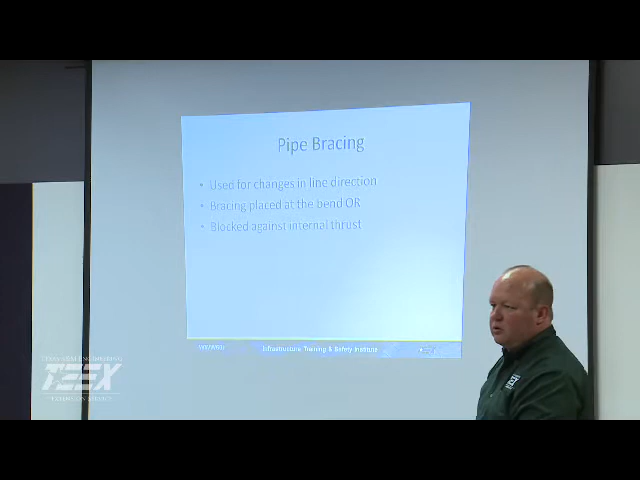 Pipe Bracing
• Used for changes in line direction
• Bracing placed at the bend OR
• Blocked against internal thrust
Infrastructure Training & Safety Institute
TEEX